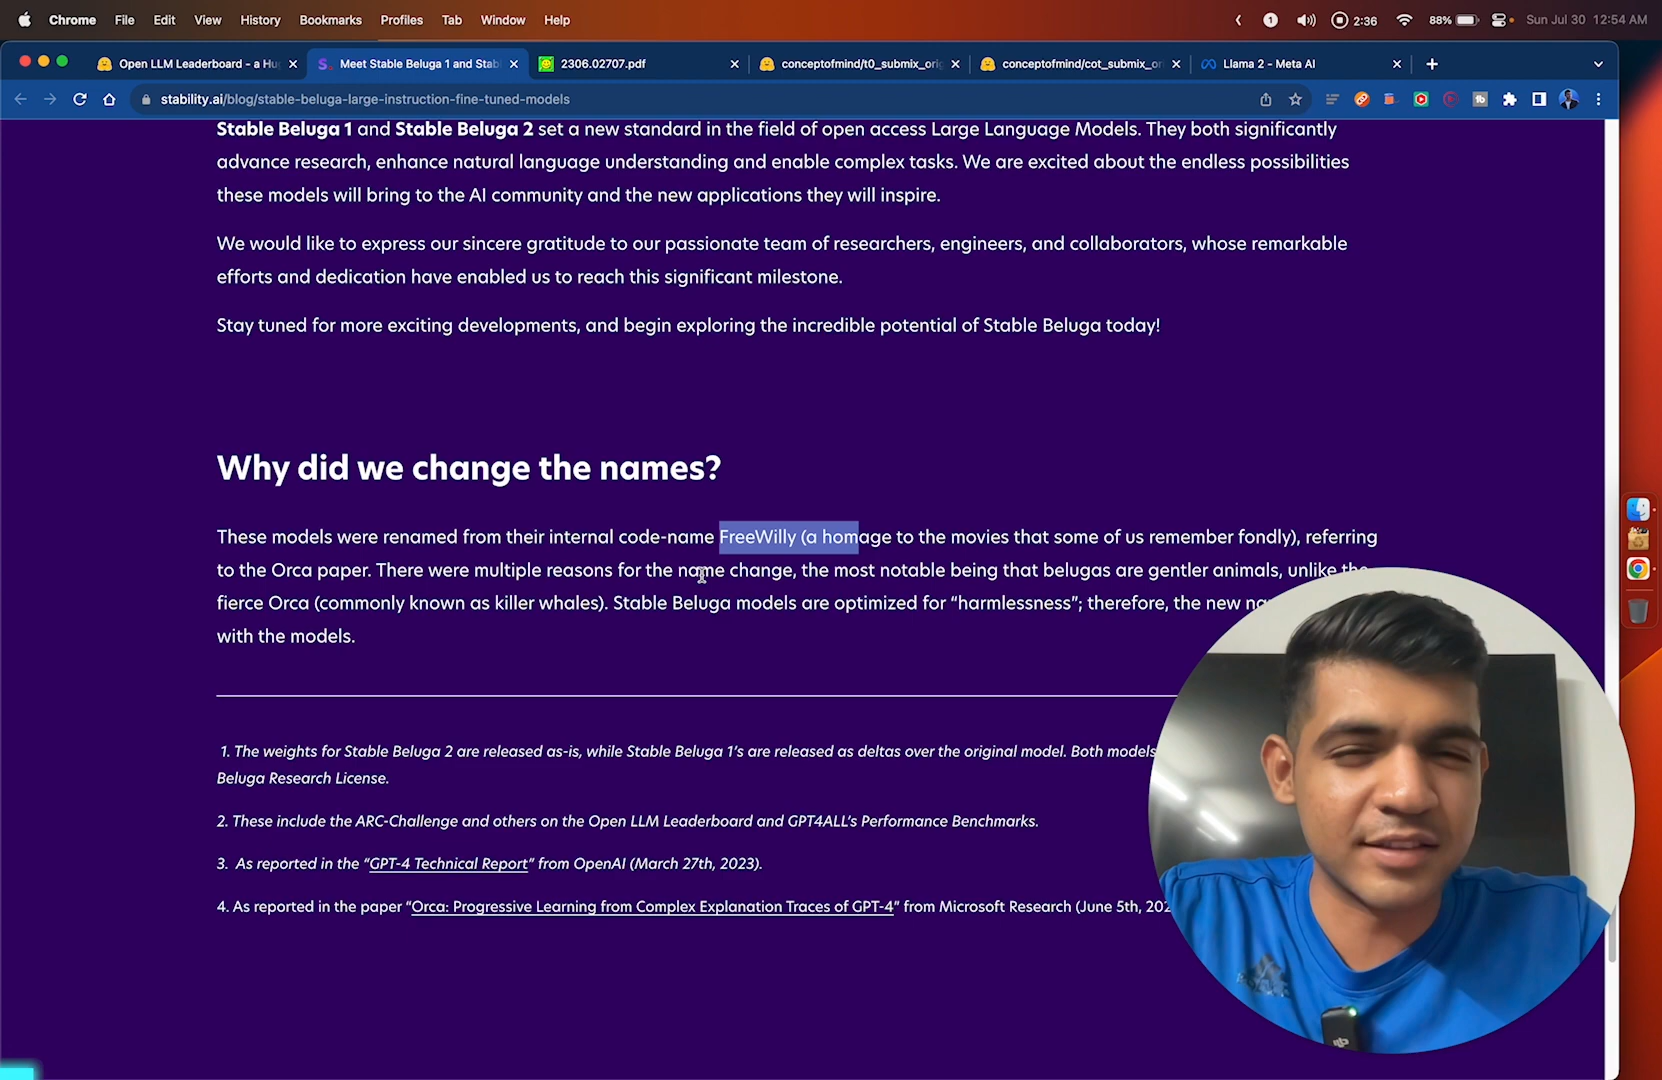 Chrome File Edit View History Bookmarks Profiles Tab Window Help 1 2:36 88% Sun Jul 30 12:54 AM
Open LLM Leaderboard - a Hu Meet Stable Beluga 1 and Stab 2306.02707.pdf conceptofmind/t0_submix_orig conceptofmind/cot_submix_or Llama 2 - Meta AI
stability.ai/blog/stable-beluga-large-instruction-fine-tuned-models
Stable Beluga 1 and Stable Beluga 2 set a new standard in the field of open access Large Language Models. They both significantly
advance research, enhance natural language understanding and enable complex tasks. We are excited about the endless possibilities
these models will bring to the AI community and the new applications they will inspire.
We would like to express our sincere gratitude to our passionate team of researchers, engineers, and collaborators, whose remarkable
efforts and dedication have enabled us to reach this significant milestone.
Stay tuned for more exciting developments, and begin exploring the incredible potential of Stable Beluga today!
Why did we change the names?
These models were renamed from their internal code-name FreeWilly (a homage to the movies that some of us remember fondly), referring
to the Orca paper. There were multiple reasons for the name change, the most notable being that belugas are gentler animals, unlike the
fierce Orca (commonly known as killer whales). Stable Beluga models are optimized for “harmlessness”; therefore, the new
with the models.
1. The weights for Stable Beluga 2 are released as-is, while Stable Beluga 1’s are released as deltas over the original model. Both models
Beluga Research License.
2. These include the ARC-Challenge and others on the Open LLM Leaderboard and GPT4ALL’s Performance Benchmarks.
3. As reported in the “GPT-4 Technical Report” from OpenAI (March 27th, 2023).
4. As reported in the paper “Orca: Progressive Learning from Complex Explanation Traces of GPT-4” from Microsoft Research (June 5th, 202